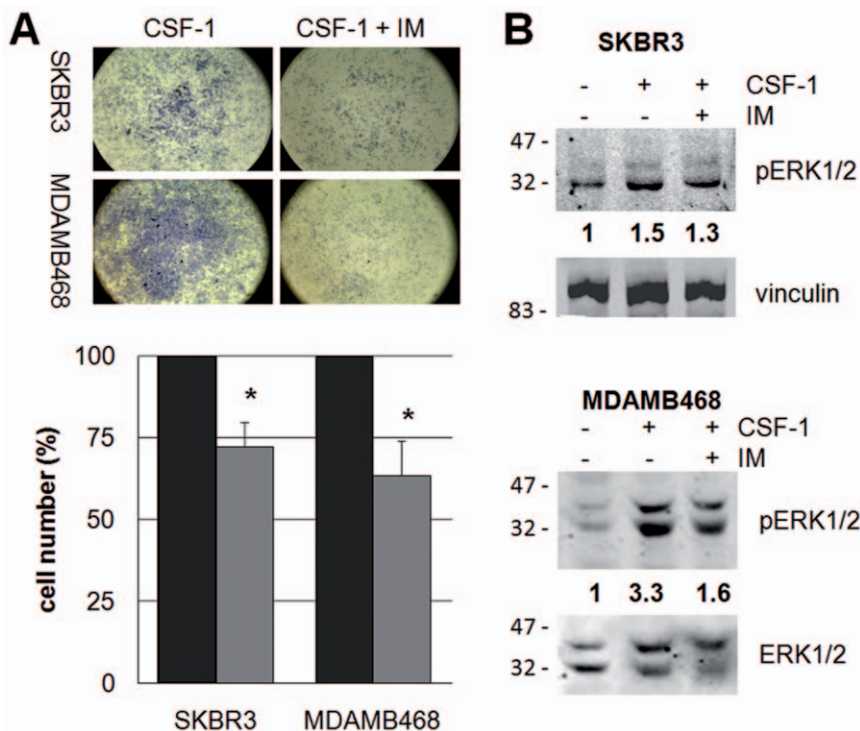 A
CSF-1 CSF-1 + IM
SKBR3
MDAMB468
100
75
50
25
0
cell number (%)
* *
SKBR3 MDAMB468
B
SKBR3
- + + CSF-1
- - + IM
47 -
32 -
pERK1/2
1 1.5 1.3
vinculin
83 -
MDAMB468
- + + CSF-1
- - + IM
47 -
32 -
pERK1/2
1 3.3 1.6
47 -
32 -
ERK1/2